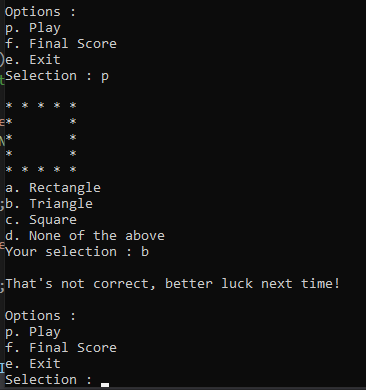 Options :
p. Play
f. Final Score
e. Exit
Selection : p
* * * * *
*       *
*       *
*       *
* * * * *
a. Rectangle
b. Triangle
c. Square
d. None of the above
Your selection : b
That's not correct, better luck next time!
Options :
p. Play
f. Final Score
e. Exit
Selection :